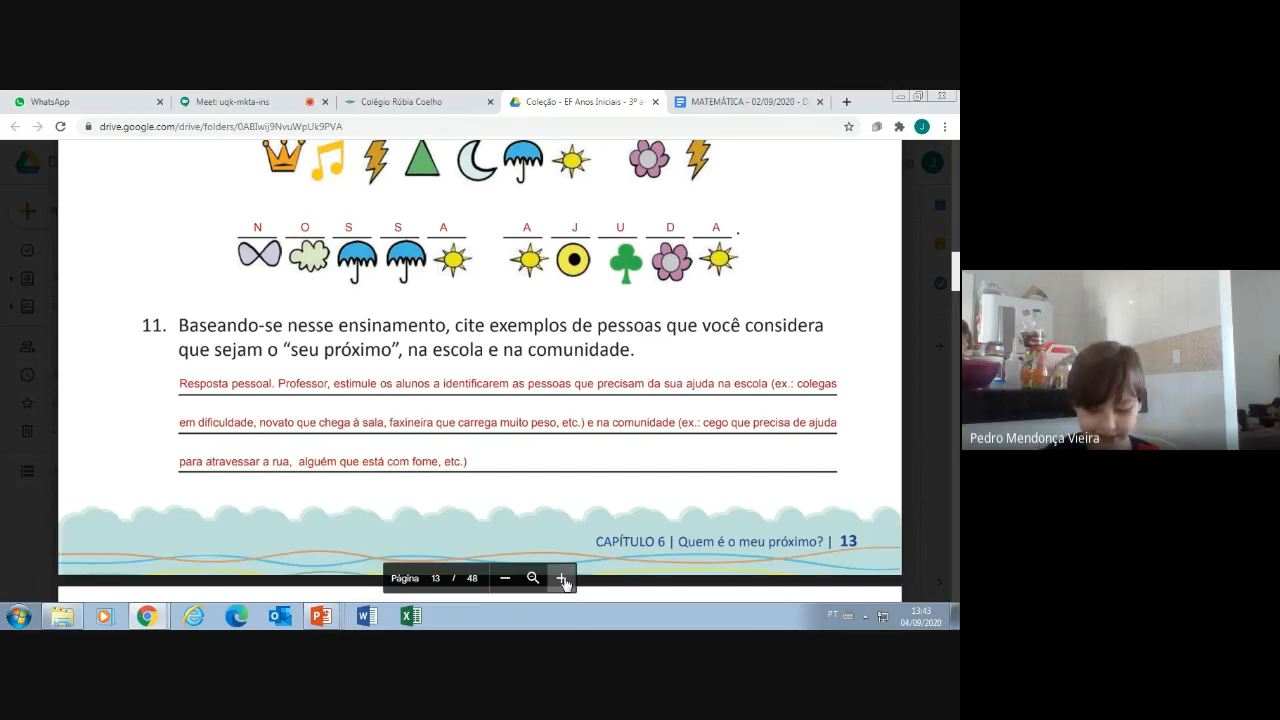 WhatsApp
Meet: uqk-mkta-ins
Colégio Rúbia Coelho
Coleção - EF Anos Iniciais - 3º a
MATEMÁTICA - 02/09/2020 - D
drive.google.com/drive/folders/0ABIwij9NvuWpUk9PVA
J
J
N O S S A A J U D A .
11. Baseando-se nesse ensinamento, cite exemplos de pessoas que você considera
que sejam o “seu próximo”, na escola e na comunidade.
Resposta pessoal. Professor, estimule os alunos a identificarem as pessoas que precisam da sua ajuda na escola (ex.: colegas
em dificuldade, novato que chega à sala, faxineira que carrega muito peso, etc.) e na comunidade (ex.: cego que precisa de ajuda
para atravessar a rua, alguém que está com fome, etc.)
Pedro Mendonça Vieira
CAPÍTULO 6 | Quem é o meu próximo? | 13
Página 13 / 48
PT
13:43
04/09/2020